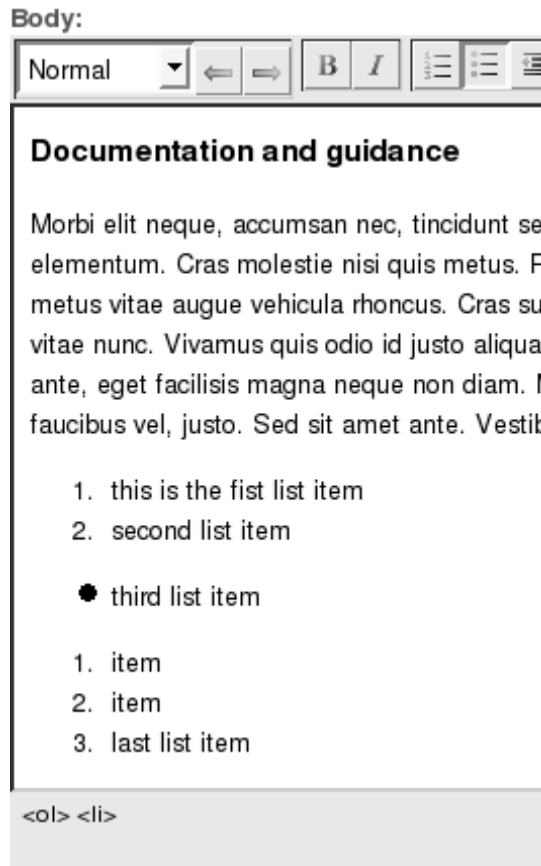 Body:
Normal B I
Documentation and guidance
Morbi elit neque, accumsan nec, tincidunt se
elementum. Cras molestie nisi quis metus. F
metus vitae augue vehicula rhoncus. Cras su
vitae nunc. Vivamus quis odio id justo aliqua
ante, eget facilisis magna neque non diam. M
faucibus vel, justo. Sed sit amet ante. Vestib
1. this is the fist list item
2. second list item
● third list item
1. item
2. item
3. last list item
<ol> <li>